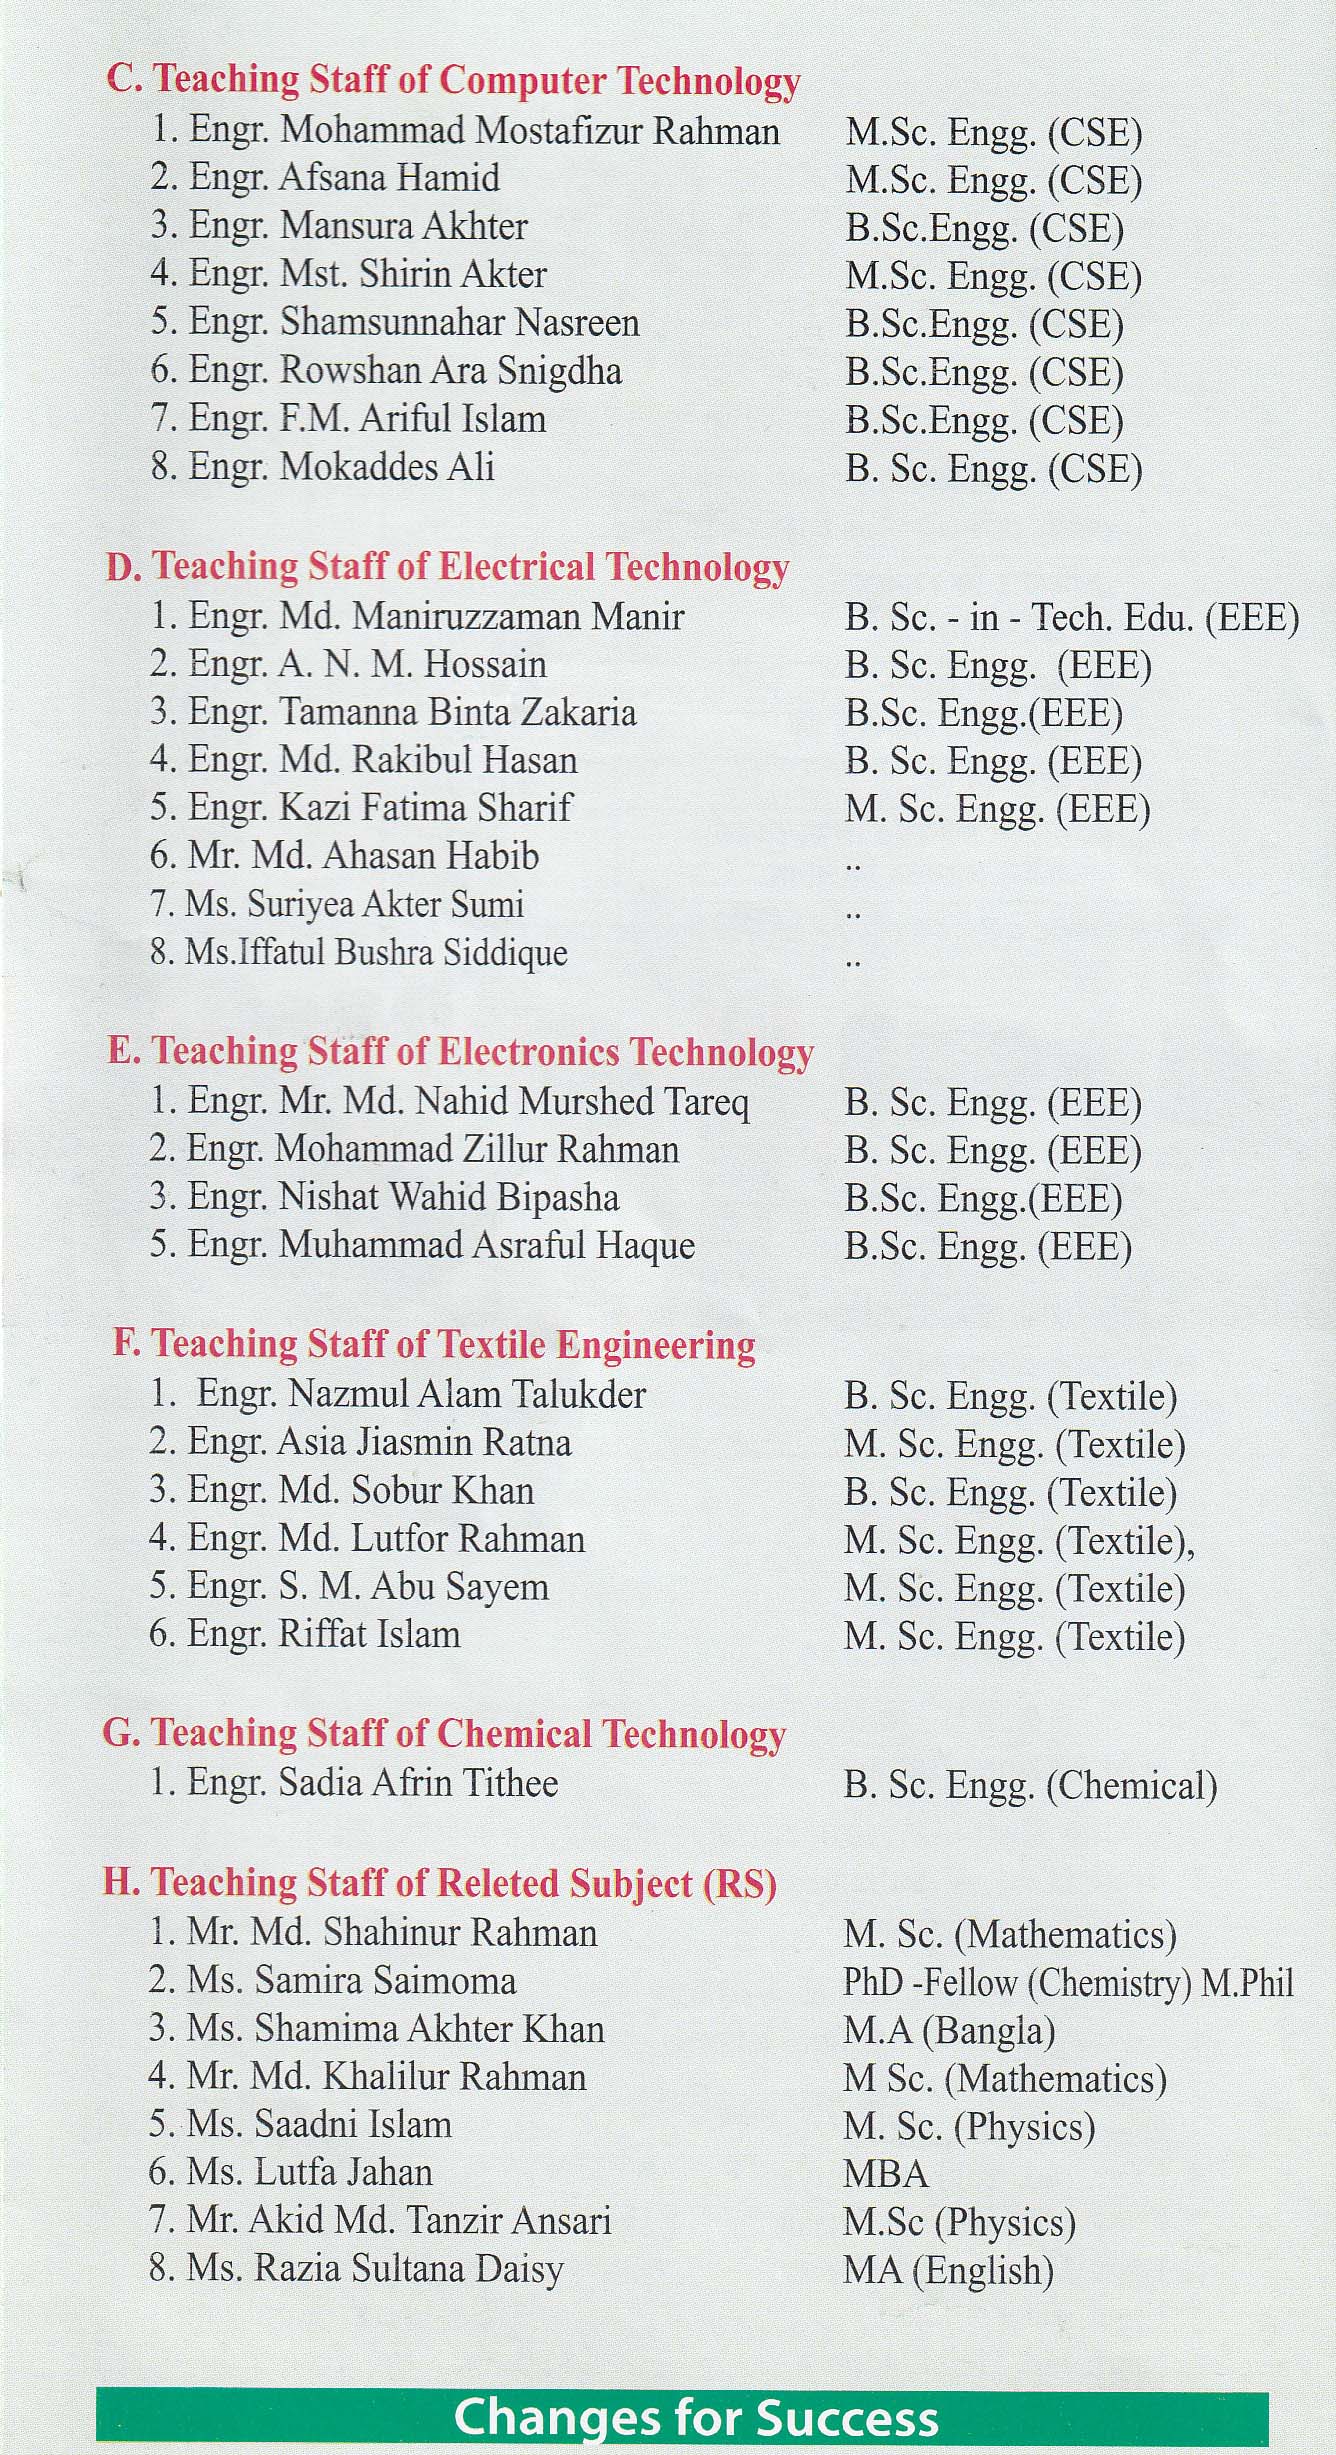 C. Teaching Staff of Computer Technology
1. Engr. Mohammad Mostafizur Rahman M.Sc. Engg. (CSE)
2. Engr. Afsana Hamid M.Sc. Engg. (CSE)
3. Engr. Mansura Akhter B.Sc.Engg. (CSE)
4. Engr. Mst. Shirin Akter M.Sc. Engg. (CSE)
5. Engr. Shamsunnahar Nasreen B.Sc.Engg. (CSE)
6. Engr. Rowshan Ara Snigdha B.Sc.Engg. (CSE)
7. Engr. F.M. Ariful Islam B.Sc.Engg. (CSE)
8. Engr. Mokaddes Ali B. Sc. Engg. (CSE)
D. Teaching Staff of Electrical Technology
1. Engr. Md. Maniruzzaman Manir B. Sc. - in - Tech. Edu. (EEE)
2. Engr. A. N. M. Hossain B. Sc. Engg. (EEE)
3. Engr. Tamanna Binta Zakaria B.Sc. Engg.(EEE)
4. Engr. Md. Rakibul Hasan B. Sc. Engg. (EEE)
5. Engr. Kazi Fatima Sharif M. Sc. Engg. (EEE)
6. Mr. Md. Ahasan Habib ..
7. Ms. Suriyea Akter Sumi ..
8. Ms.Iffatul Bushra Siddique ..
E. Teaching Staff of Electronics Technology
1. Engr. Mr. Md. Nahid Murshed Tareq B. Sc. Engg. (EEE)
2. Engr. Mohammad Zillur Rahman B. Sc. Engg. (EEE)
3. Engr. Nishat Wahid Bipasha B.Sc. Engg.(EEE)
5. Engr. Muhammad Asraful Haque B.Sc. Engg. (EEE)
F. Teaching Staff of Textile Engineering
1. Engr. Nazmul Alam Talukder B. Sc. Engg. (Textile)
2. Engr. Asia Jiasmin Ratna M. Sc. Engg. (Textile)
3. Engr. Md. Sobur Khan B. Sc. Engg. (Textile)
4. Engr. Md. Lutfor Rahman M. Sc. Engg. (Textile),
5. Engr. S. M. Abu Sayem M. Sc. Engg. (Textile)
6. Engr. Riffat Islam M. Sc. Engg. (Textile)
G. Teaching Staff of Chemical Technology
1. Engr. Sadia Afrin Tithee B. Sc. Engg. (Chemical)
H. Teaching Staff of Releted Subject (RS)
1. Mr. Md. Shahinur Rahman M. Sc. (Mathematics)
2. Ms. Samira Saimoma PhD -Fellow (Chemistry) M.Phil
3. Ms. Shamima Akhter Khan M.A (Bangla)
4. Mr. Md. Khalilur Rahman M Sc. (Mathematics)
5. Ms. Saadni Islam M. Sc. (Physics)
6. Ms. Lutfa Jahan MBA
7. Mr. Akid Md. Tanzir Ansari M.Sc (Physics)
8. Ms. Razia Sultana Daisy MA (English)
Changes for Success